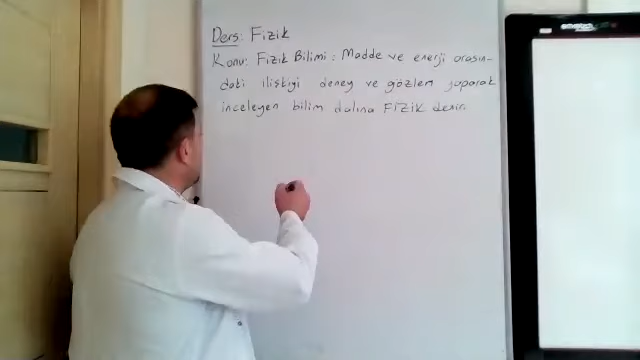 Ders: Fizik
Konu: Fizik Bilimi: Madde ve enerji arasın-
daki ilişkiyi deney ve gözlem yaparak
inceleyen bilim dalına FİZİK denir.